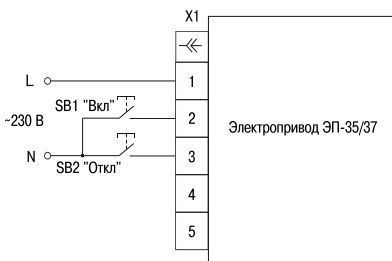 X1
L
1
SB1 "Вкл"
2
~230 В
Электропривод ЭП-35/37
N
3
SB2 "Откл"
4
5